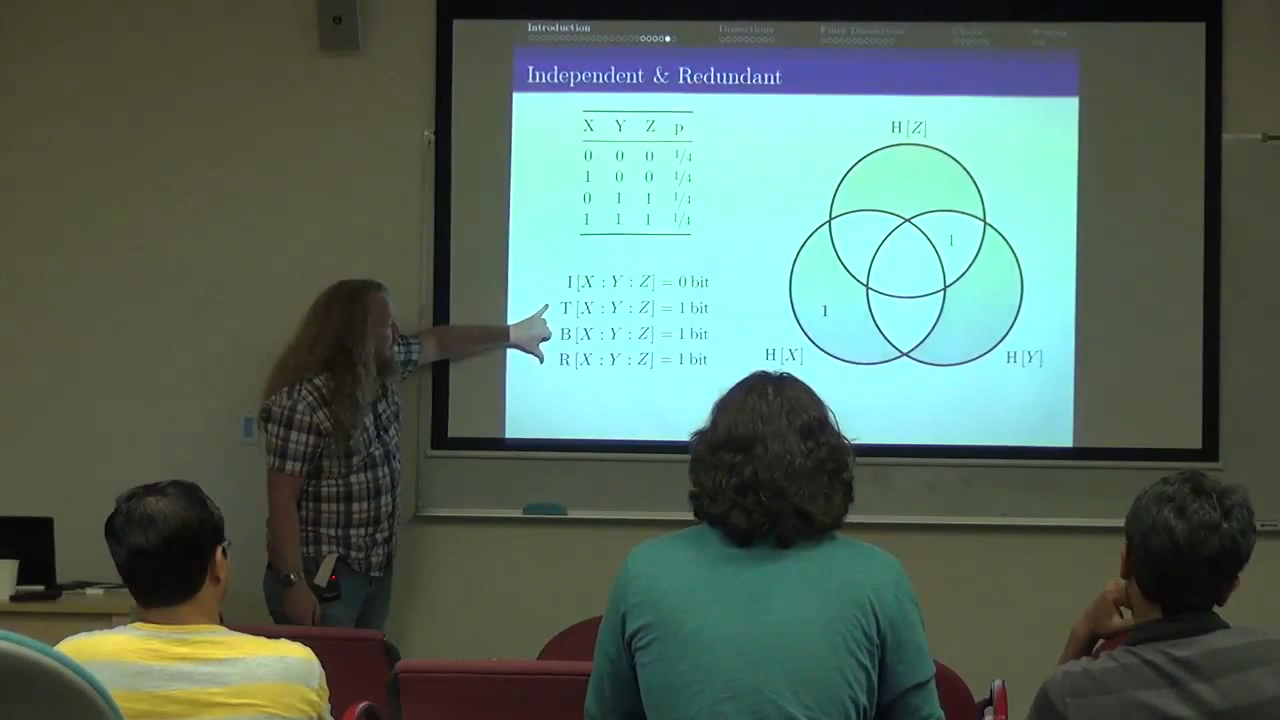 Introduction Dissections
Independent & Redundant
X Y Z p
0 0 0 1/4
1 0 0 1/4
0 1 1 1/4
1 1 1 1/4
I[X : Y : Z] = 0 bit
T[X : Y : Z] = 1 bit
B[X : Y : Z] = 1 bit
R[X : Y : Z] = 1 bit
H[Z]
1
1
H[X]
H[Y]